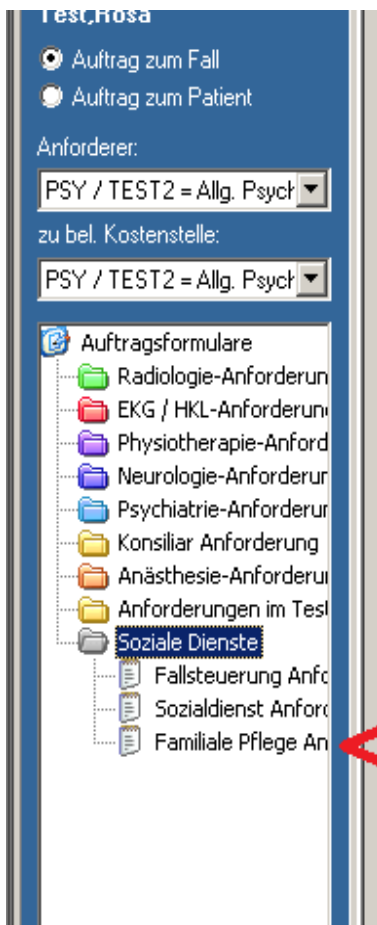 Test,Rosa
Auftrag zum Fall
Auftrag zum Patient
Anforderer:
PSY / TEST2 = Allg. Psych
zu bel. Kostenstelle:
PSY / TEST2 = Allg. Psych
Auftragsformulare
Radiologie-Anforderun
EKG / HKL-Anforderun
Physiotherapie-Anford
Neurologie-Anforderun
Psychiatrie-Anforderun
Konsiliar Anforderung
Anästhesie-Anforderu
Anforderungen im Test
Soziale Dienste
Fallsteuerung Anfo
Sozialdienst Anford
Familiale Pflege An